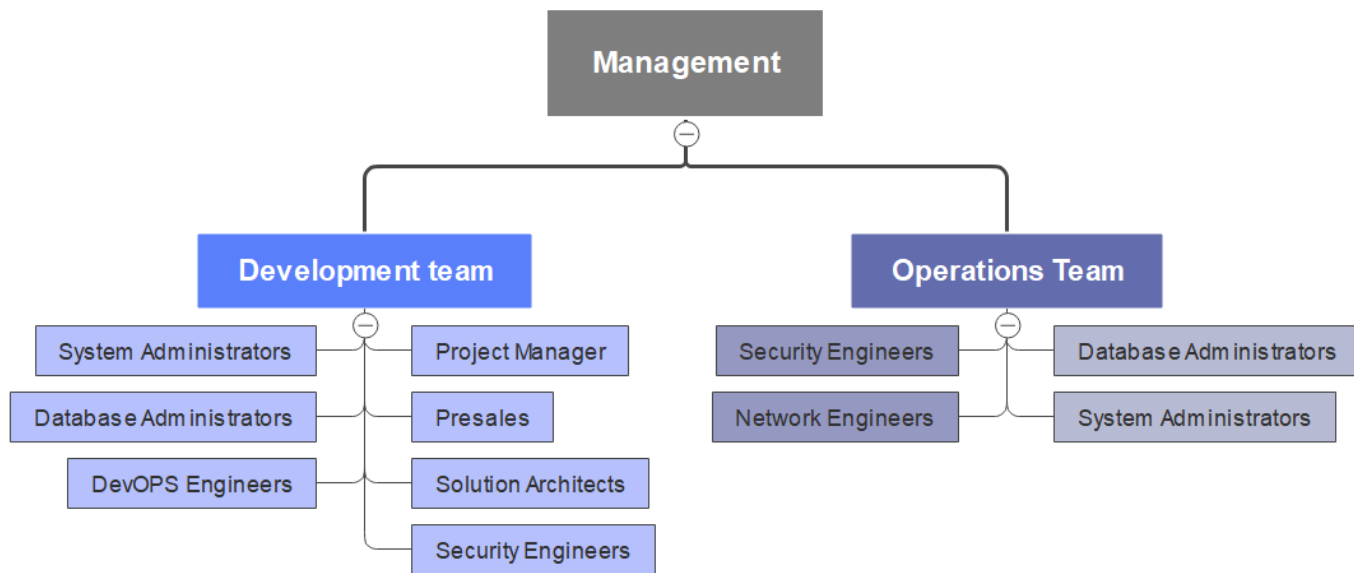 Management
Development team
Operations Team
System Administrators
Project Manager
Security Engineers
Database Administrators
Database Administrators
Presales
Network Engineers
System Administrators
DevOPS Engineers
Solution Architects
Security Engineers